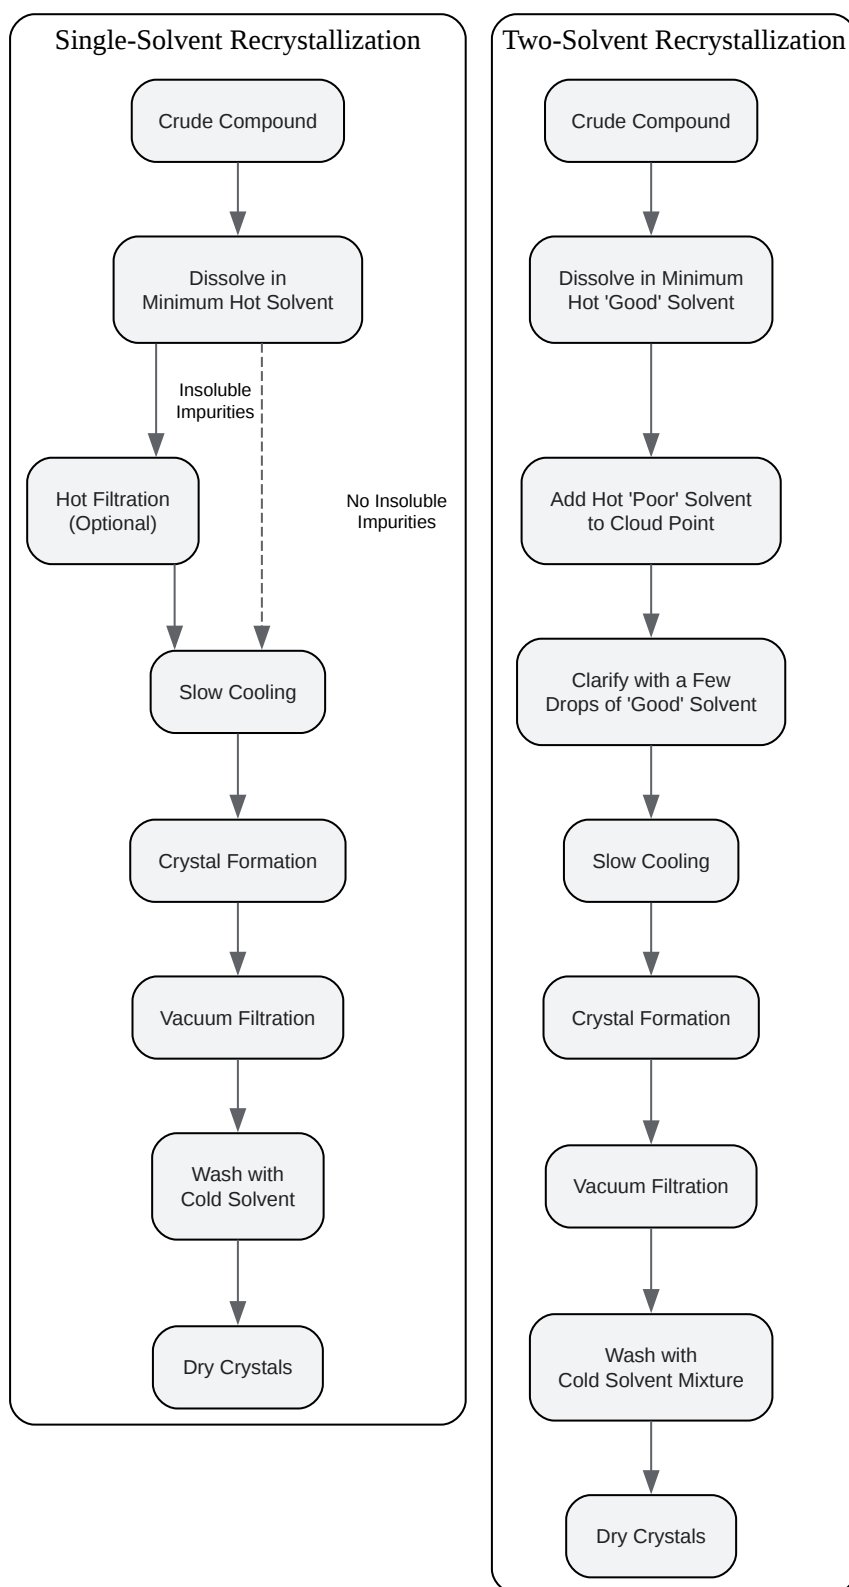 Single-Solvent Recrystallization
Crude Compound
Dissolve in
Minimum Hot Solvent
Insoluble
Impurities
Hot Filtration
(Optional)
No Insoluble
Impurities
Slow Cooling
Crystal Formation
Vacuum Filtration
Wash with
Cold Solvent
Dry Crystals
Two-Solvent Recrystallization
Crude Compound
Dissolve in Minimum
Hot 'Good' Solvent
Add Hot 'Poor' Solvent
to Cloud Point
Clarify with a Few
Drops of 'Good' Solvent
Slow Cooling
Crystal Formation
Vacuum Filtration
Wash with
Cold Solvent Mixture
Dry Crystals